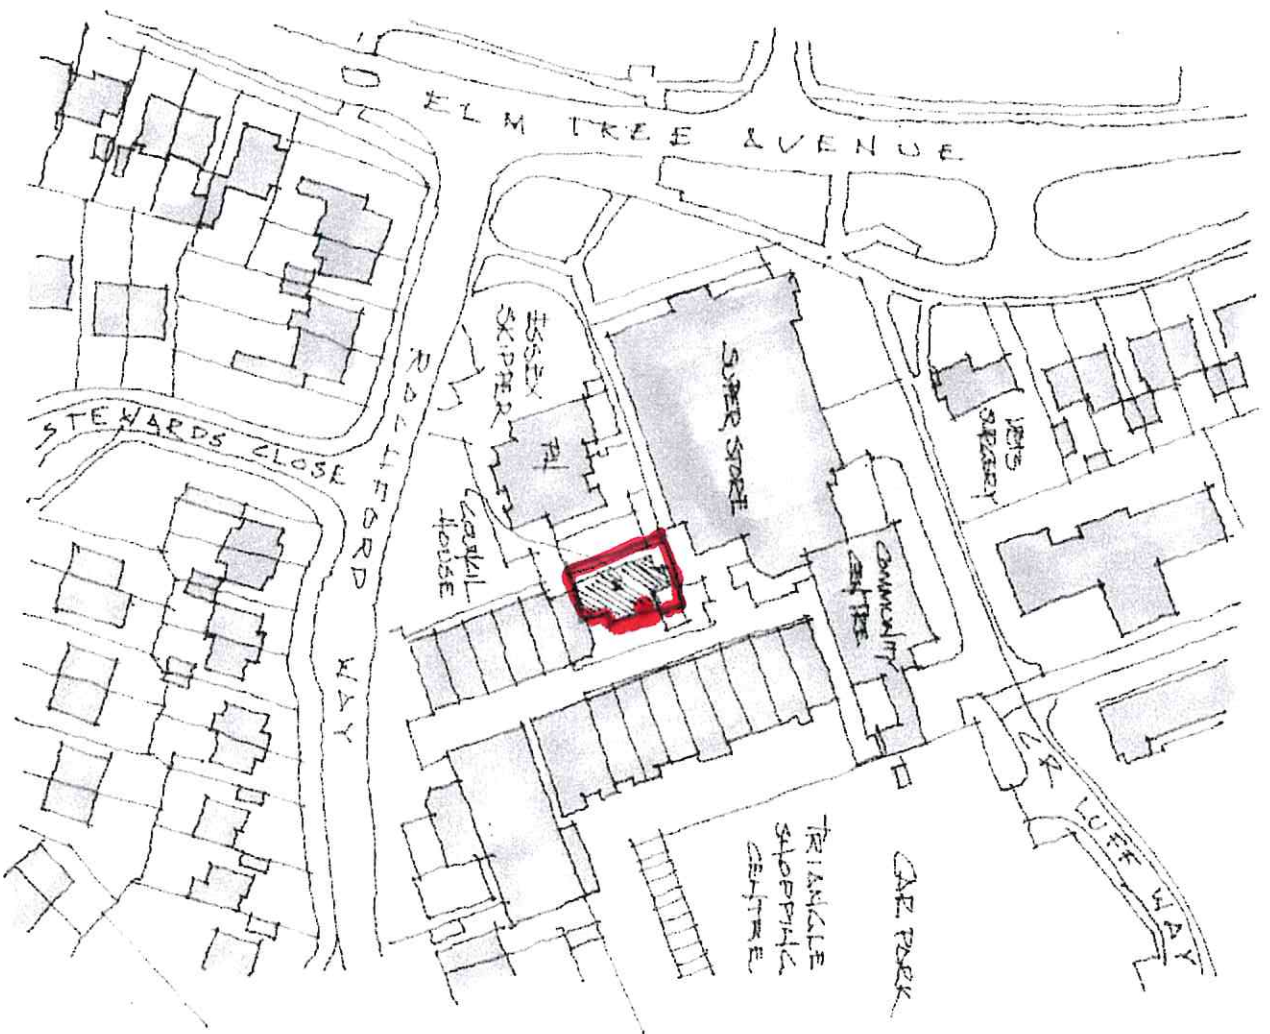 ELM TREE AVENUE
ESSEX
SKIPPER
PH
SUPER STORE
VETS
SURGERY
STEWARDS CLOSE
ROCHFORD WAY
COUNCIL
HOUSE
COMMUNITY
CENTRE
TRIANGLE
SHOPPING
CENTRE
CAR PARK
LUFF WAY